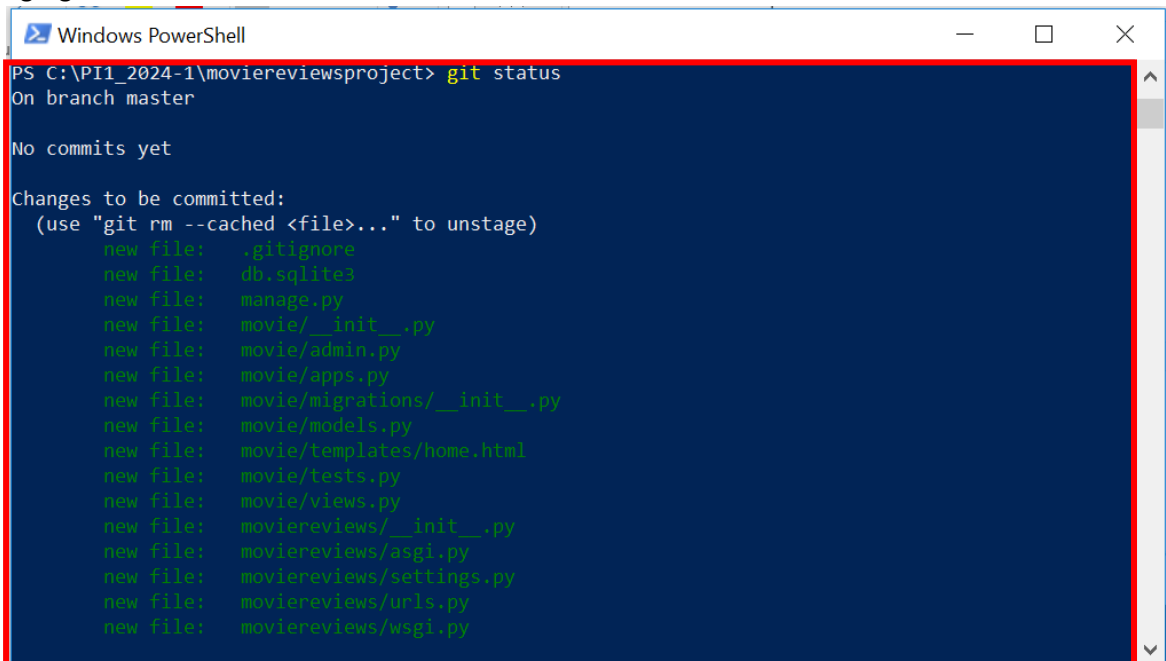 Windows PowerShell
PS C:\PI1_2024-1\moviereviewsproject> git status
On branch master
No commits yet
Changes to be committed:
(use "git rm --cached <file>..." to unstage)
new file: .gitignore
new file: db.sqlite3
new file: manage.py
new file: movie/__init__.py
new file: movie/admin.py
new file: movie/apps.py
new file: movie/migrations/__init__.py
new file: movie/models.py
new file: movie/templates/home.html
new file: movie/tests.py
new file: movie/views.py
new file: moviereviews/__init__.py
new file: moviereviews/asgi.py
new file: moviereviews/settings.py
new file: moviereviews/urls.py
new file: moviereviews/wsgi.py